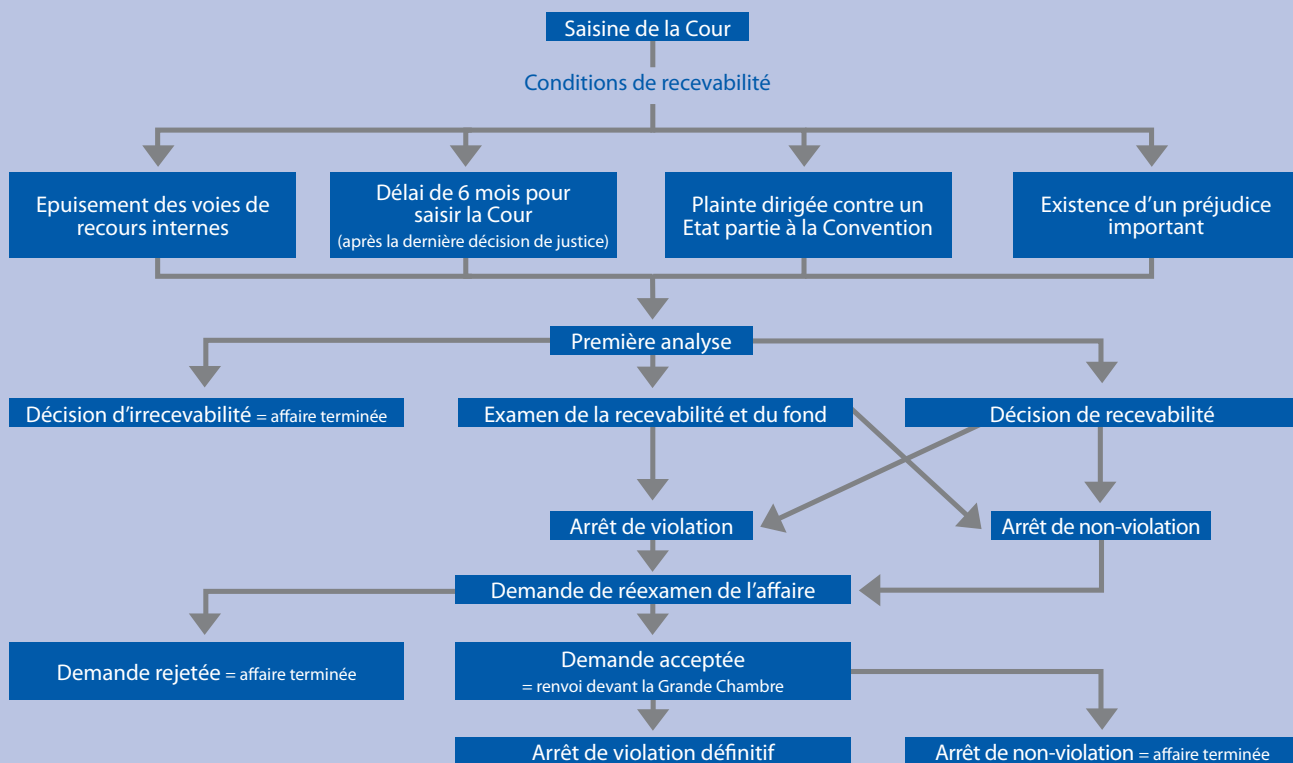 Saisine de la Cour
Conditions de recevabilité
Epuisement des voies de
recours internes
Délai de 6 mois pour
saisir la Cour
(après la dernière décision de justice)
Plainte dirigée contre un
Etat partie à la Convention
Existence d'un préjudice
important
Première analyse
Décision d'irrecevabilité = affaire terminée
Examen de la recevabilité et du fond
Décision de recevabilité
Arrêt de violation
Arrêt de non-violation
Demande de réexamen de l'affaire
Demande rejetée = affaire terminée
Demande acceptée
= renvoi devant la Grande Chambre
Arrêt de violation définitif
Arrêt de non-violation = affaire terminée